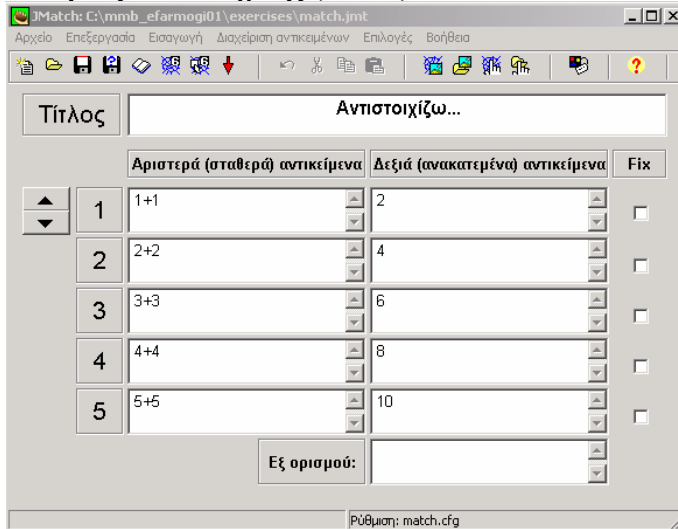 JMatch: C:\mmb_efarmogi01\exercises\match.jmt
Αρχείο Επεξεργασία Εισαγωγή Διαχείριση αντικειμένων Επιλογές Βοήθεια
Τίτλος Αντιστοιχίζω...
Αριστερά (σταθερά) αντικείμενα Δεξιά (ανακατεμένα) αντικείμενα Fix
1 1+1 2
2 2+2 4
3 3+3 6
4 4+4 8
5 5+5 10
Εξ ορισμού:
Ρύθμιση: match.cfg